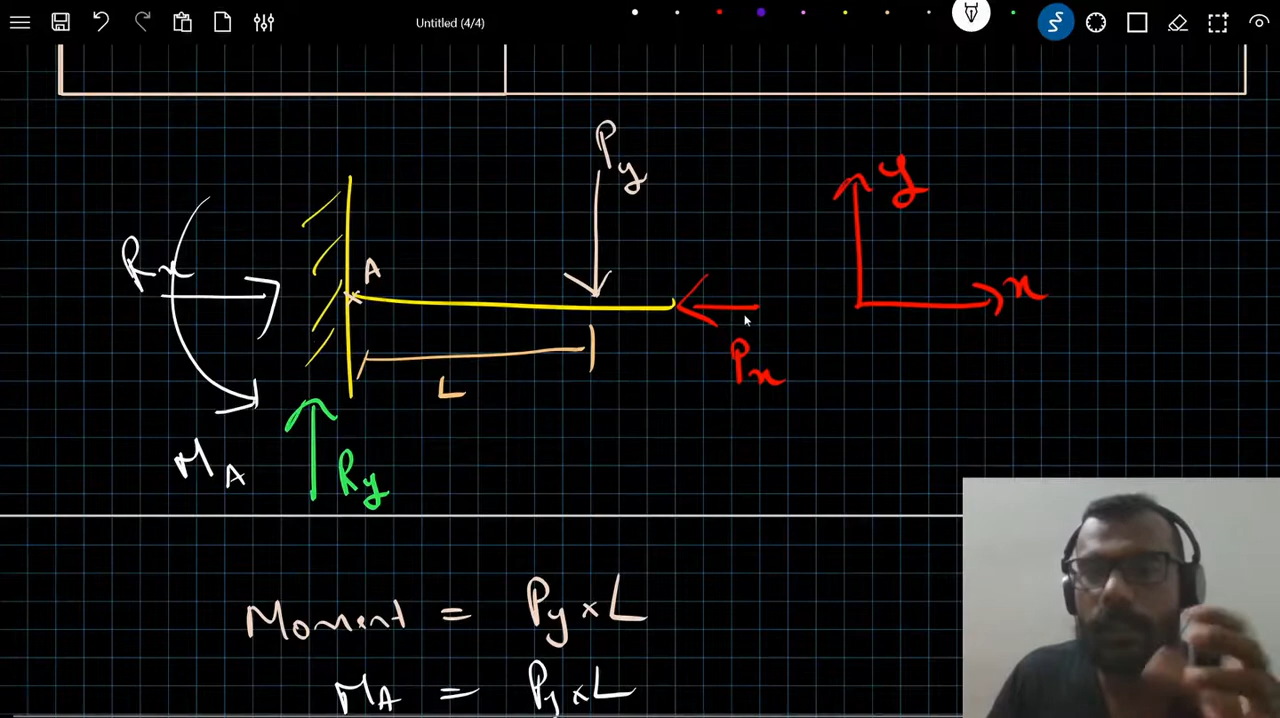 Untitled (4/4)
Py
y
Rx
A
x
Px
L
MA
Ry
Moment = Py × L
MA = Py × L